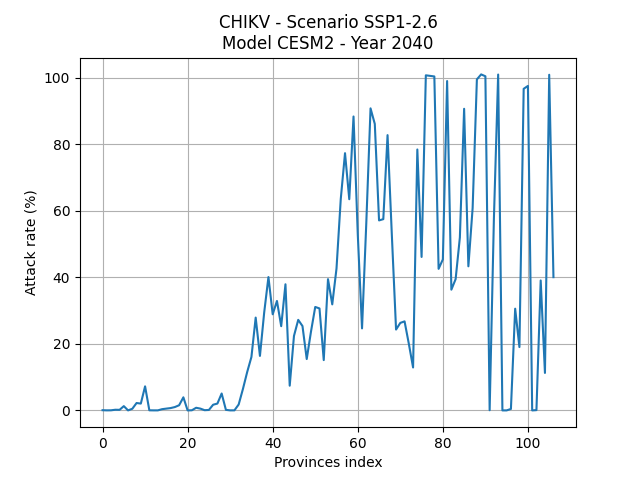 CHIKV - Scenario SSP1-2.6
Model CESM2 - Year 2040
100
80
60
40
20
0
Attack rate (%)
0 20 40 60 80 100
Provinces index